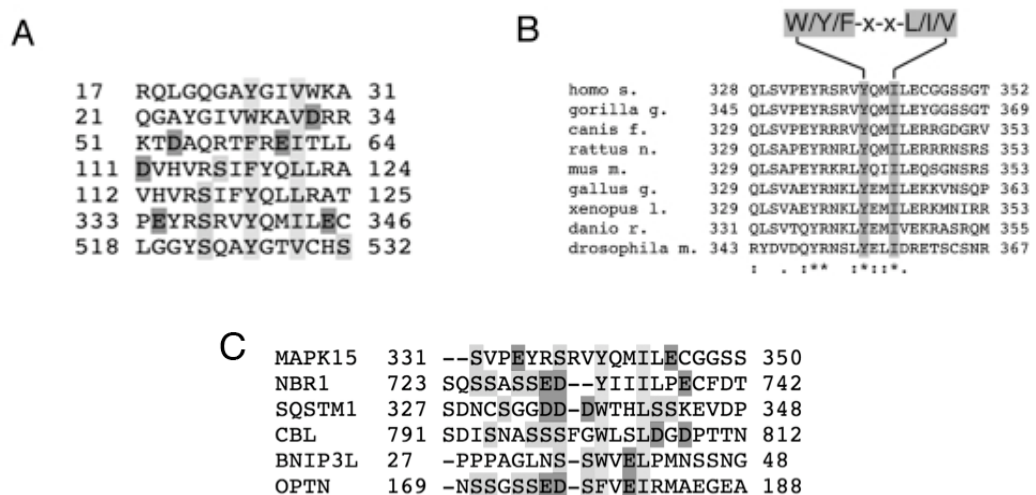 A
17 RQLGQGAYGIVWKA 31
21 QGAYGIVWKAVDRR 34
51 KTDAQRTFREITLL 64
111 DVHVRSIFYQLLRA 124
112 VHVRSIFYQLLRAT 125
333 PEYRSRVYQMILEC 346
518 LGGYSQAYGTVCHS 532
B
W/Y/F-x-x-L/I/V
homo s. 328 QLSVPEYRSRVYQMILECGGSSGT 352
gorilla g. 345 QLSVPEYRSRVYQMILEYGGSSGT 369
canis f. 329 QLSVPEYRRRVYQMILERRGDGRV 353
rattus n. 329 QLSAPEYRNRLYQMILERRRNSRS 353
mus m. 329 QLSAPEYRKRLYQIILEQSGNSRS 353
gallus g. 329 QLSVAEYRNKLYEMILEKKVNSQP 363
xenopus l. 329 QLSVAEYRNKLYEMILERKMNIRR 353
danio r. 331 QLSVTQYRNKLYEMIVEKRASRQM 355
drosophila m. 343 RYDVDQYRNSLYELIDRETSCSNR 367
: . :** :*::*.
C
MAPK15 331 --SVPEYRSRVYQMILECGGSS 350
NBR1 723 SQSSASSED--YIIILPECFDT 742
SQSTM1 327 SDNCSGGDD-DWTHLSSKEVDP 348
CBL 791 SDISNASSSFGWLSLDGDPTTN 812
BNIP3L 27 -PPPAGLNS-SWVELPMNSSNG 48
OPTN 169 -NSSGSSED-SFVEIRMAEGEA 188